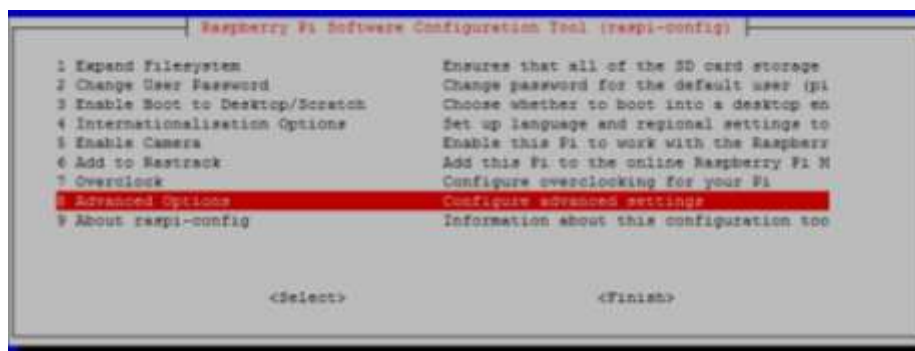 Raspberry Pi Software Configuration Tool (raspi-config)
1 Expand Filesystem Ensures that all of the SD card storage
2 Change User Password Change password for the default user (pi
3 Enable Boot to Desktop/Scratch Choose whether to boot into a desktop en
4 Internationalisation Options Set up language and regional settings to
5 Enable Camera Enable this Pi to work with the Raspberr
6 Add to Rastrack Add this Pi to the online Raspberry Pi M
7 Overclock Configure overclocking for your Pi
8 Advanced Options Configure advanced settings
9 About raspi-config Information about this configuration too
<Select> <Finish>